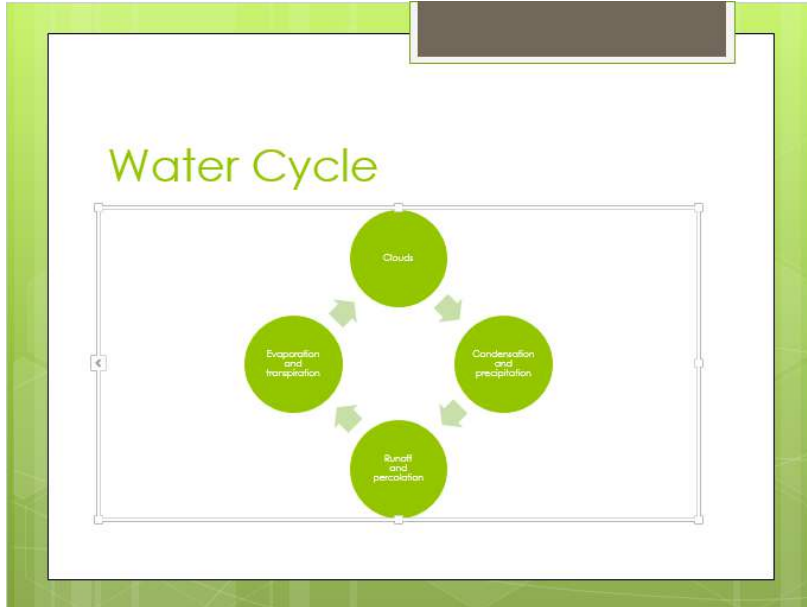 Water Cycle
Clouds
Evaporation
and
transpiration
Condensation
and
precipitation
Runoff
and
percolation